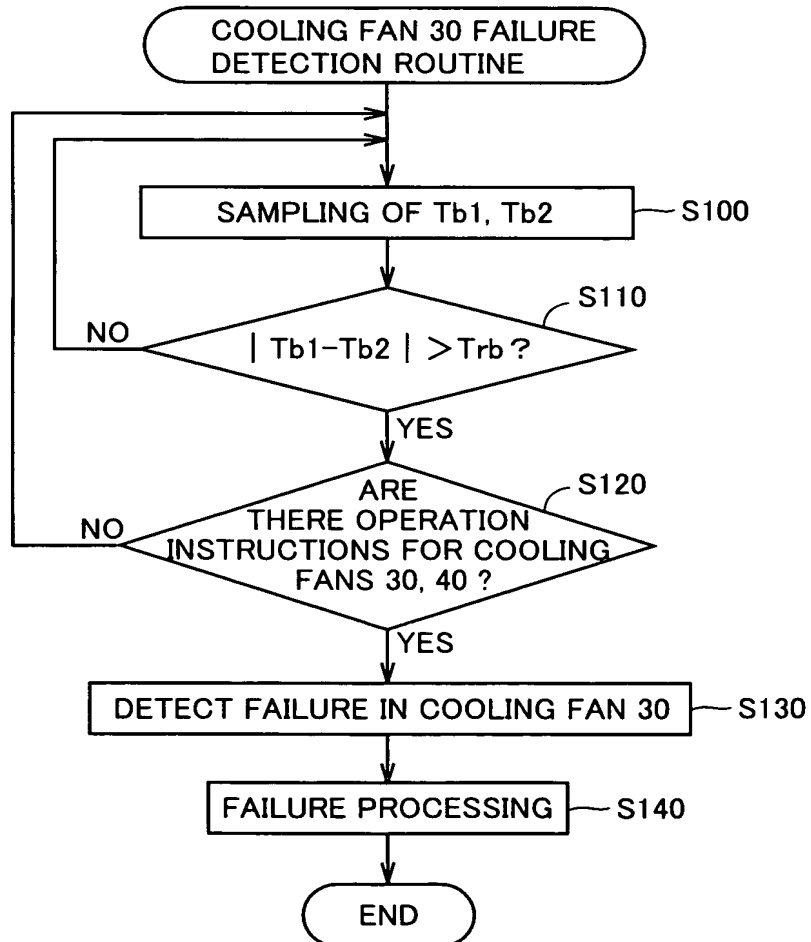 COOLING FAN 30 FAILURE
DETECTION ROUTINE
SAMPLING OF Tb1, Tb2
S100
S110
NO
| Tb1-Tb2 | >Trb ?
YES
S120
NO
ARE
THERE OPERATION
INSTRUCTIONS FOR COOLING
FANS 30, 40 ?
YES
DETECT FAILURE IN COOLING FAN 30
S130
FAILURE PROCESSING
S140
END